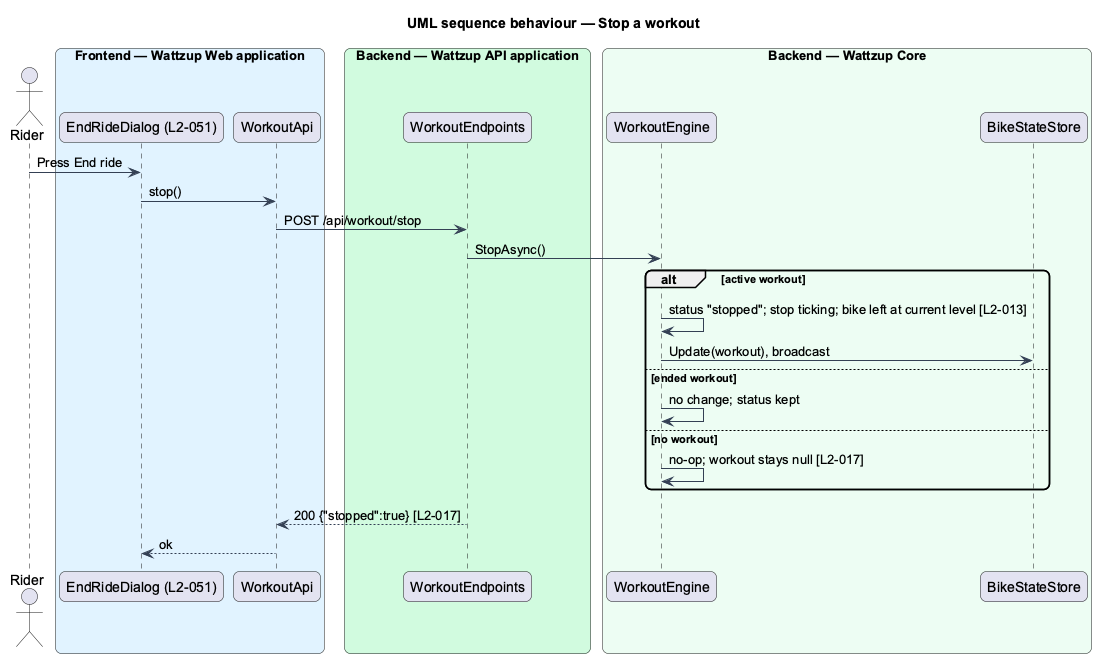 UML sequence behaviour — Stop a workout
Frontend — Wattzup Web application
Backend — Wattzup API application
Backend — Wattzup Core
Rider
EndRideDialog (L2-051)
WorkoutApi
WorkoutEndpoints
WorkoutEngine
BikeStateStore
Press End ride
stop()
POST /api/workout/stop
StopAsync()
alt
[active workout]
status "stopped"; stop ticking; bike left at current level [L2-013]
Update(workout), broadcast
[ended workout]
no change; status kept
[no workout]
no-op; workout stays null [L2-017]
200 {"stopped":true} [L2-017]
ok
Rider
EndRideDialog (L2-051)
WorkoutApi
WorkoutEndpoints
WorkoutEngine
BikeStateStore